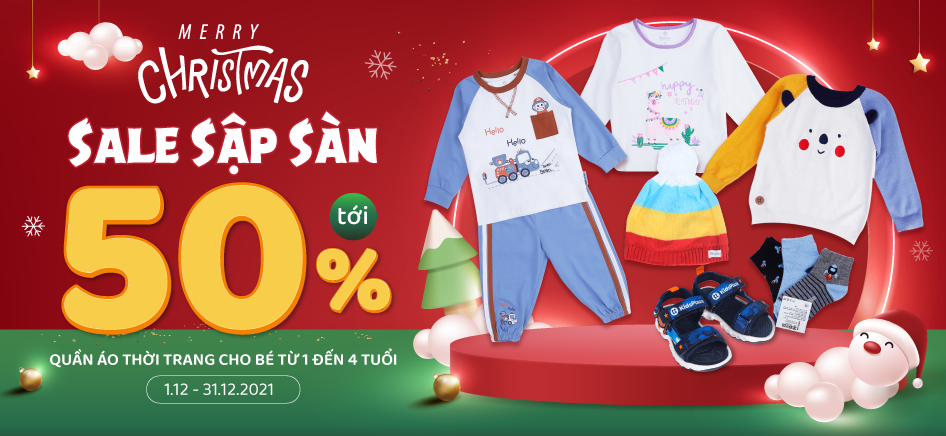 MERRY
CHRISTMAS
SALE SẬP SÀN
tới
50%
QUẦN ÁO THỜI TRANG CHO BÉ TỪ 1 ĐẾN 4 TUỔI
1.12 - 31.12.2021
Hello
Hello
happy
KidsPlaza